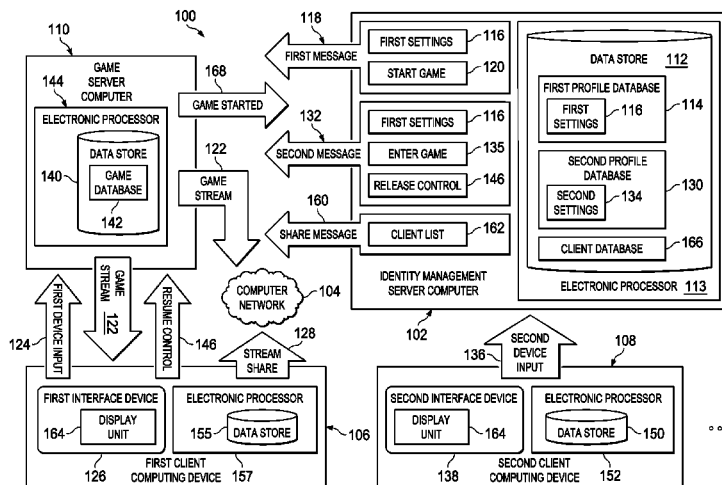 100
110
GAME
SERVER
COMPUTER
144
ELECTRONIC PROCESSOR
DATA STORE
140
GAME
DATABASE
142
168
GAME STARTED
122
GAME
STREAM
118
FIRST MESSAGE
FIRST SETTINGS
116
START GAME
120
132
SECOND MESSAGE
FIRST SETTINGS
116
ENTER GAME
135
RELEASE CONTROL
146
160
SHARE MESSAGE
CLIENT LIST
162
IDENTITY MANAGEMENT
SERVER COMPUTER
102
DATA STORE
112
FIRST PROFILE DATABASE
FIRST
SETTINGS
116
114
SECOND PROFILE
DATABASE
SECOND
SETTINGS
134
130
CLIENT DATABASE
166
ELECTRONIC PROCESSOR
113
COMPUTER
NETWORK
104
124
FIRST DEVICE
INPUT
GAME
STREAM
122
RESUME CONTROL
146
STREAM
SHARE
128
FIRST INTERFACE DEVICE
164
DISPLAY
UNIT
126
ELECTRONIC PROCESSOR
155
DATA STORE
157
FIRST CLIENT
COMPUTING DEVICE
106
136
SECOND
DEVICE
INPUT
108
SECOND INTERFACE DEVICE
DISPLAY
UNIT
164
138
ELECTRONIC PROCESSOR
DATA STORE
150
152
SECOND CLIENT
COMPUTING DEVICE